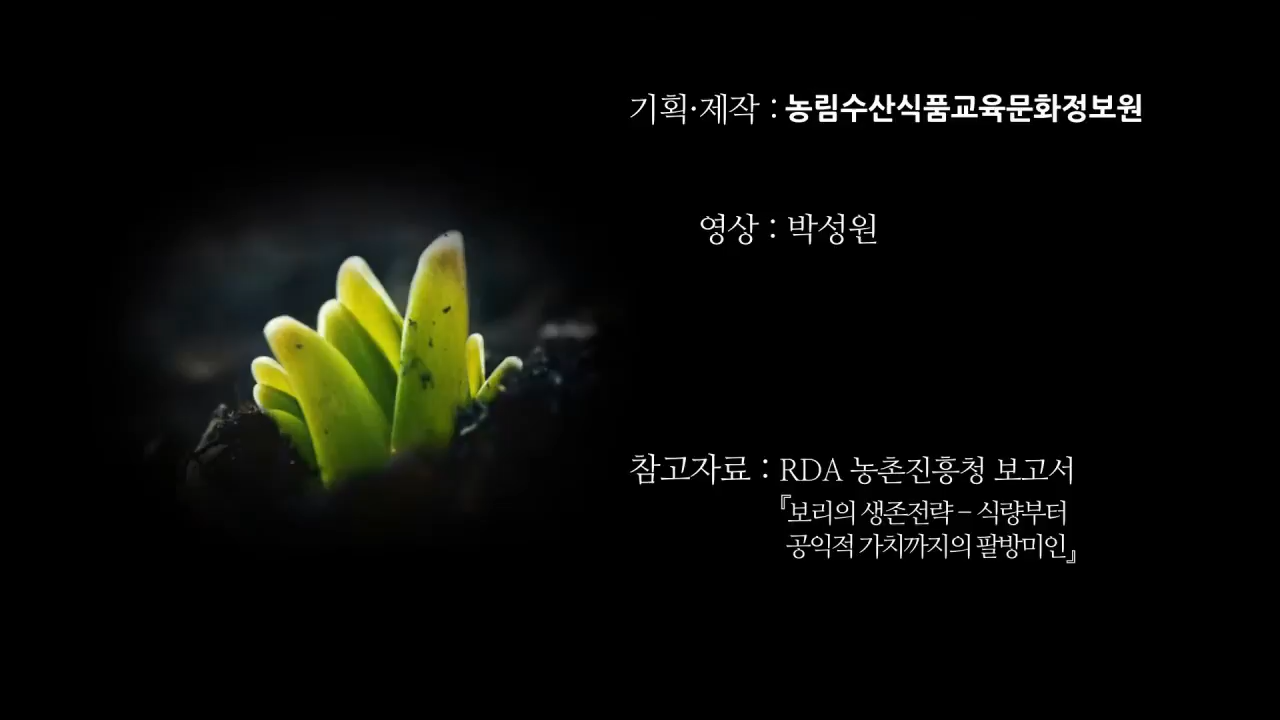 기획·제작 : 농림수산식품교육문화정보원
영상 : 박성원
참고자료 : RDA 농촌진흥청 보고서
『보리의 생존전략 – 식량부터
공익적 가치까지의 팔방미인』